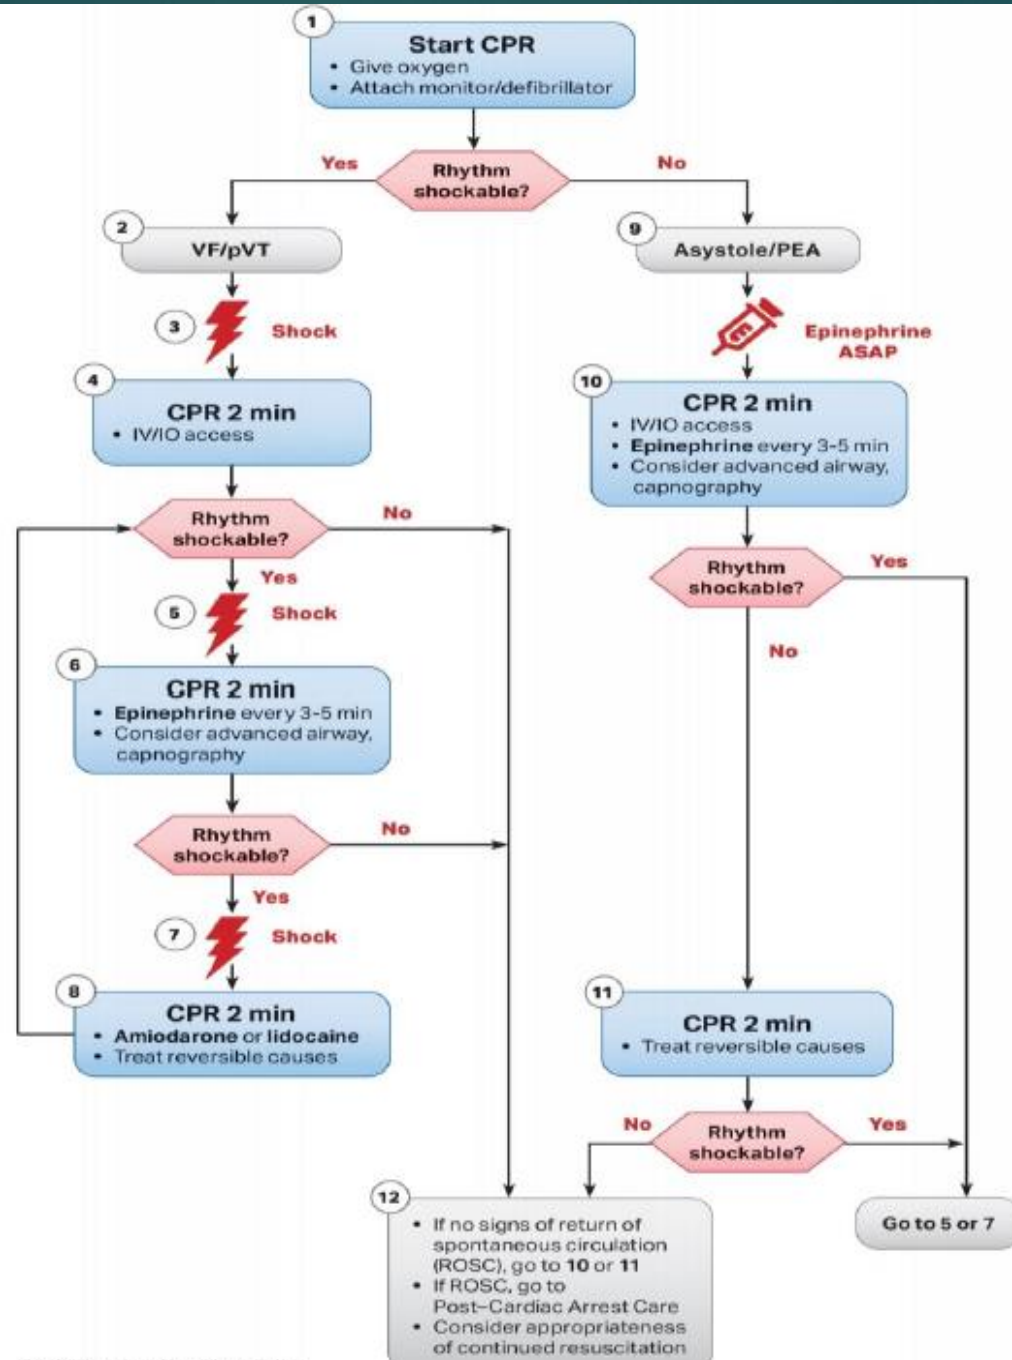 1
Start CPR
• Give oxygen
• Attach monitor/defibrillator
Yes
Rhythm
shockable?
No
2
VF/pVT
9
Asystole/PEA
3
Shock
Epinephrine
ASAP
4
CPR 2 min
• IV/IO access
10
CPR 2 min
• IV/IO access
• Epinephrine every 3-5 min
• Consider advanced airway,
capnography
Rhythm
shockable?
No
Yes
Rhythm
shockable?
Yes
No
5
Shock
6
CPR 2 min
• Epinephrine every 3-5 min
• Consider advanced airway,
capnography
Rhythm
shockable?
No
Yes
7
Shock
8
CPR 2 min
• Amiodarone or lidocaine
• Treat reversible causes
11
CPR 2 min
• Treat reversible causes
No
Rhythm
shockable?
Yes
12
• If no signs of return of
spontaneous circulation
(ROSC), go to 10 or 11
• If ROSC, go to
Post–Cardiac Arrest Care
• Consider appropriateness
of continued resuscitation
Go to 5 or 7